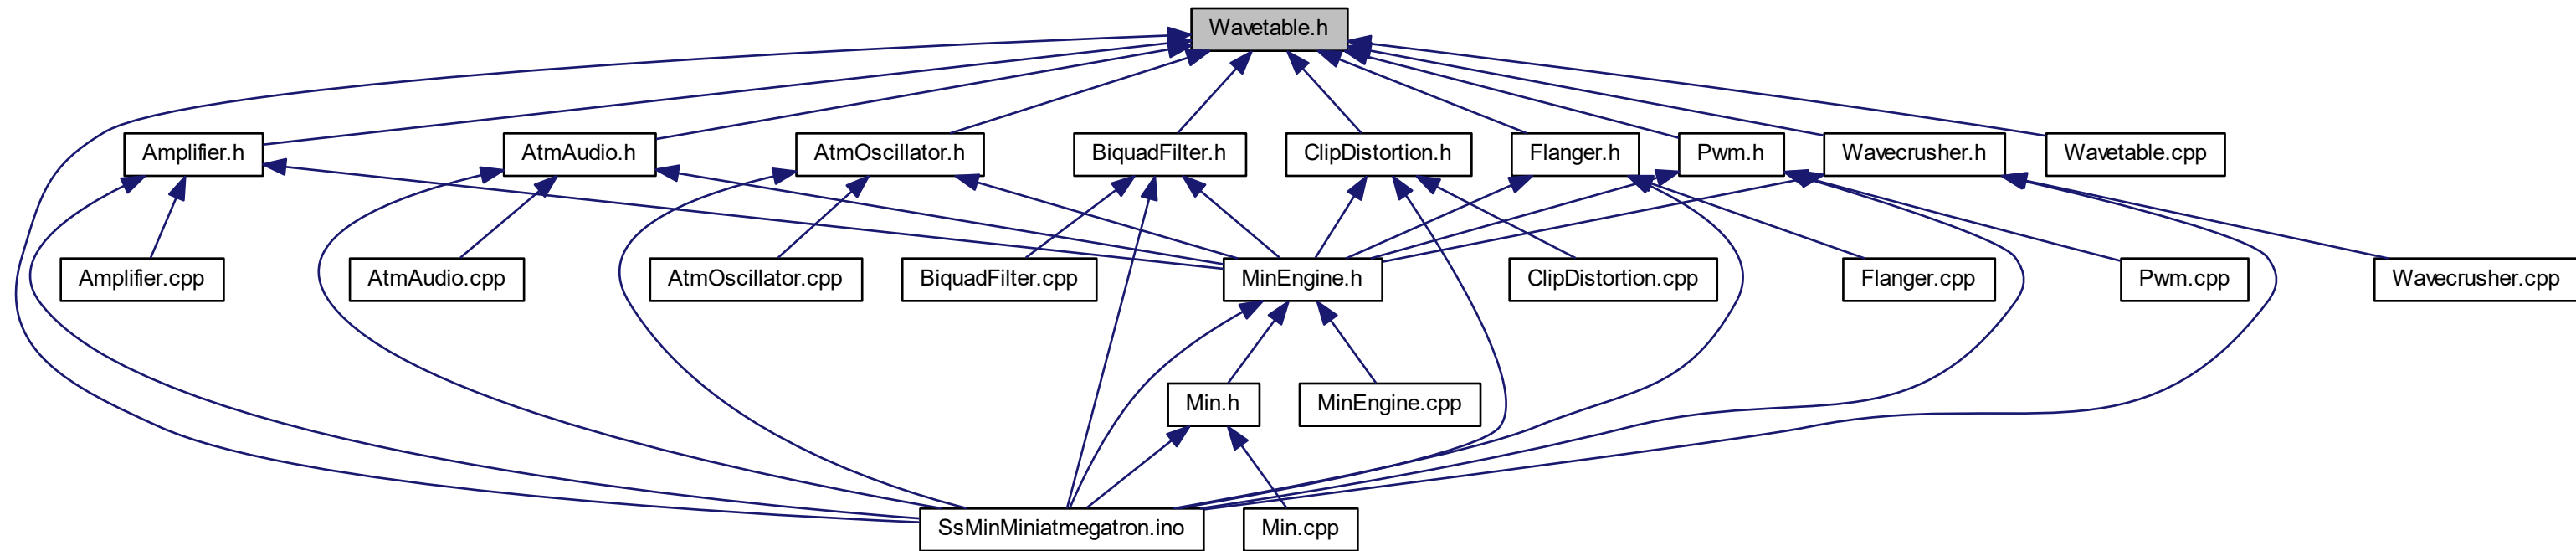 Wavetable.h
Amplifier.h
AtmAudio.h
AtmOscillator.h
BiquadFilter.h
ClipDistortion.h
Flanger.h
Pwm.h
Wavecrusher.h
Wavetable.cpp
Amplifier.cpp
AtmAudio.cpp
AtmOscillator.cpp
BiquadFilter.cpp
MinEngine.h
ClipDistortion.cpp
Flanger.cpp
Pwm.cpp
Wavecrusher.cpp
Min.h
MinEngine.cpp
SsMinMiniatmegatron.ino
Min.cpp